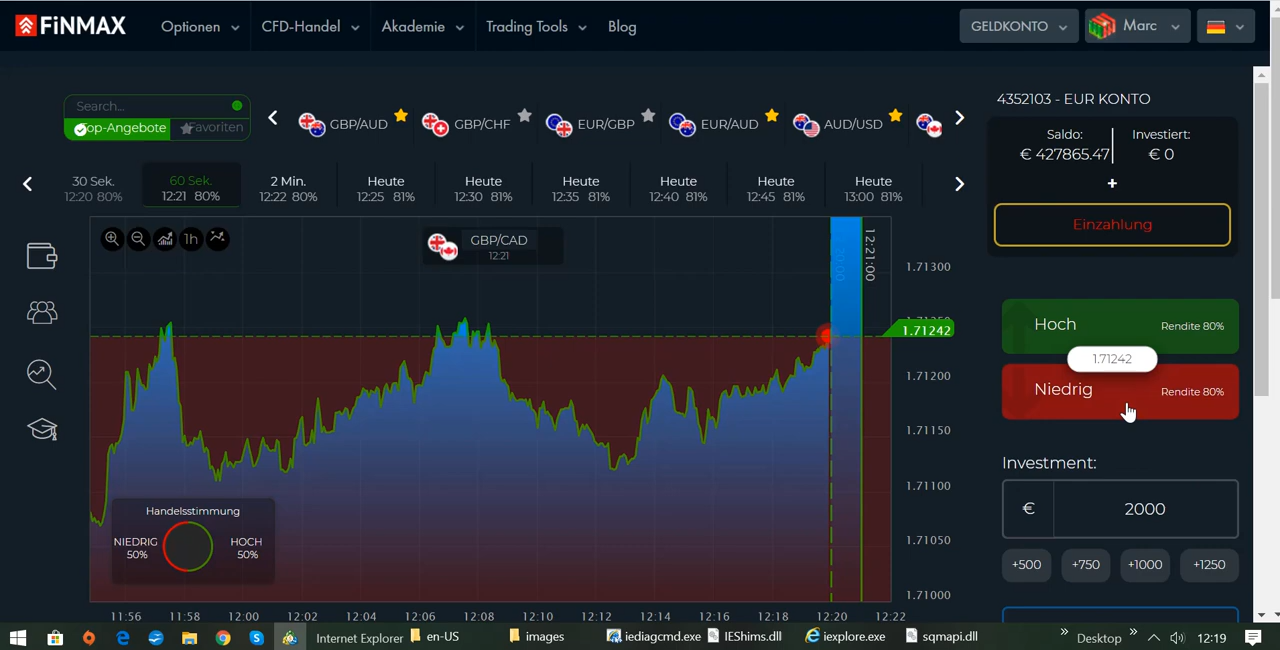 FiNMAX
Optionen
CFD-Handel
Akademie
Trading Tools
Blog
GELDKONTO
Marc
Search...
Top-Angebote
Favoriten
GBP/AUD
GBP/CHF
EUR/GBP
EUR/AUD
AUD/USD
4352103 - EUR KONTO
Saldo:
€ 427865.47
Investiert:
€ 0
+
Einzahlung
30 Sek.
12:20 80%
60 Sek.
12:21 80%
2 Min.
12:22 80%
Heute
12:25 81%
Heute
12:30 81%
Heute
12:35 81%
Heute
12:40 81%
Heute
12:45 81%
Heute
13:00 81%
1h
GBP/CAD
12:21
12:21:00
1.71300
1.71242
1.71200
1.71150
1.71100
1.71050
1.71000
Handelsstimmung
NIEDRIG
50%
HOCH
50%
11:56 11:58 12:00 12:02 12:04 12:06 12:08 12:10 12:12 12:14 12:16 12:18 12:20 12:22
Hoch
Rendite 80%
1.71242
Niedrig
Rendite 80%
Investment:
€ 2000
+500 +750 +1000 +1250
Internet Explorer
en-US
images
iediagcmd.exe
IEShims.dll
iexplore.exe
sqmapi.dll
Desktop
12:19